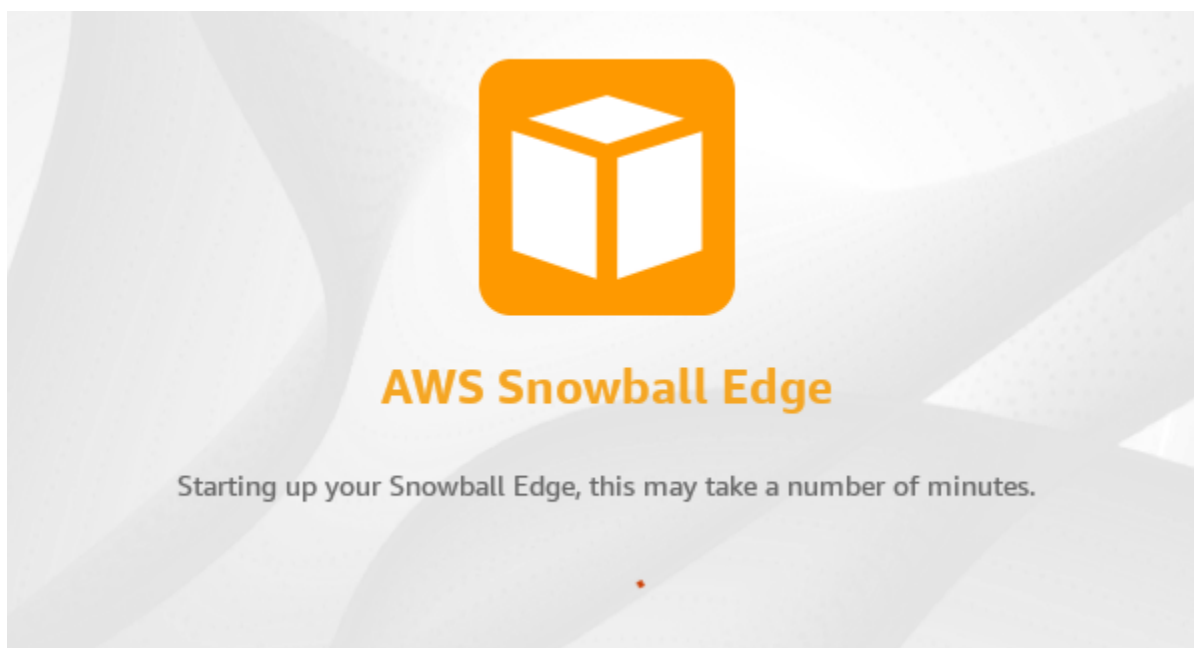 AWS Snowball Edge
Starting up your Snowball Edge, this may take a number of minutes.